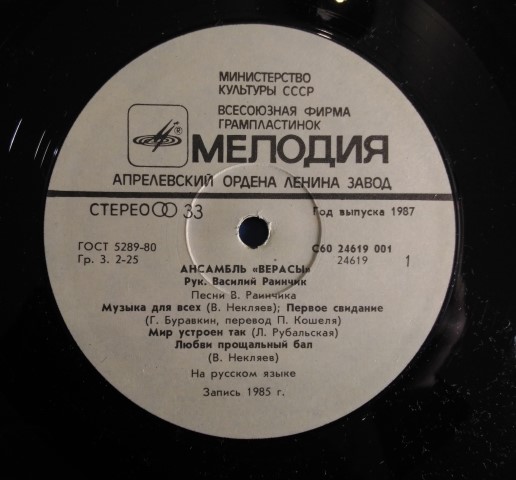 МИНИСТЕРСТВО
КУЛЬТУРЫ СССР
ВСЕСОЮЗНАЯ ФИРМА
ГРАМПЛАСТИНОК
®
МЕЛОДИЯ
АПРЕЛЕВСКИЙ ОРДЕНА ЛЕНИНА ЗАВОД
СТЕРЕО 33
Год выпуска 1987
ГОСТ 5289-80
С60 24619 001
Гр. 3. 2-25
24619
1
АНСАМБЛЬ «ВЕРАСЫ»
Рук. Василий Раинчик
Песни В. Раинчика
Музыка для всех (В. Некляев); Первое свидание
(Г. Буравкин, перевод П. Кошеля)
Мир устроен так (Л. Рубальская)
Любви прощальный бал
(В. Некляев)
На русском языке
Запись 1985 г.